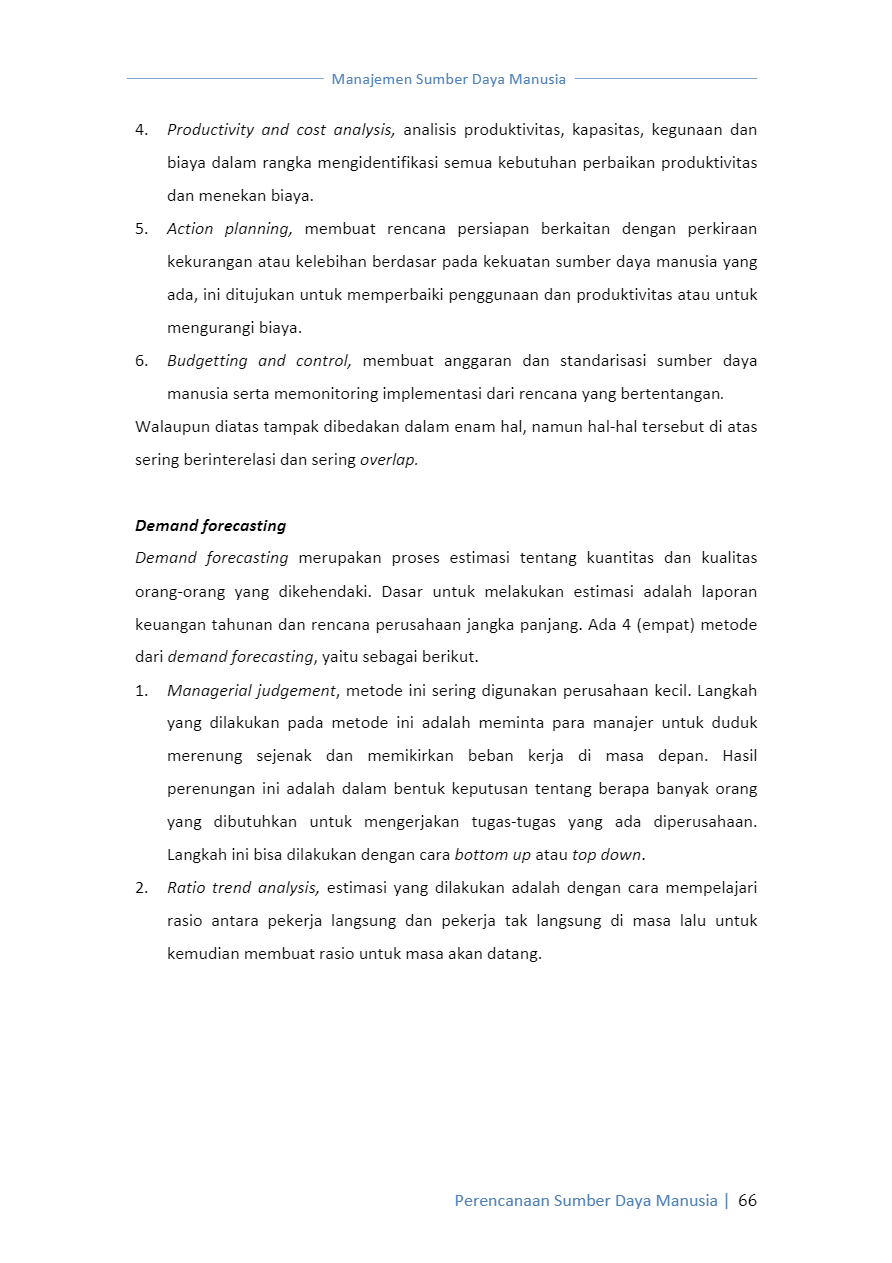 Manajemen Sumber Daya Manusia
4. Productivity and cost analysis, analisis produktivitas, kapasitas, kegunaan dan
biaya dalam rangka mengidentifikasi semua kebutuhan perbaikan produktivitas
dan menekan biaya.
5. Action planning, membuat rencana persiapan berkaitan dengan perkiraan
kekurangan atau kelebihan berdasar pada kekuatan sumber daya manusia yang
ada, ini ditujukan untuk memperbaiki penggunaan dan produktivitas atau untuk
mengurangi biaya.
6. Budgetting and control, membuat anggaran dan standarisasi sumber daya
manusia serta memonitoring implementasi dari rencana yang bertentangan.
Walaupun diatas tampak dibedakan dalam enam hal, namun hal-hal tersebut di atas
sering berinterelasi dan sering overlap.
Demand forecasting
Demand forecasting merupakan proses estimasi tentang kuantitas dan kualitas
orang-orang yang dikehendaki. Dasar untuk melakukan estimasi adalah laporan
keuangan tahunan dan rencana perusahaan jangka panjang. Ada 4 (empat) metode
dari demand forecasting, yaitu sebagai berikut.
1. Managerial judgement, metode ini sering digunakan perusahaan kecil. Langkah
yang dilakukan pada metode ini adalah meminta para manajer untuk duduk
merenung sejenak dan memikirkan beban kerja di masa depan. Hasil
perenungan ini adalah dalam bentuk keputusan tentang berapa banyak orang
yang dibutuhkan untuk mengerjakan tugas-tugas yang ada diperusahaan.
Langkah ini bisa dilakukan dengan cara bottom up atau top down.
2. Ratio trend analysis, estimasi yang dilakukan adalah dengan cara mempelajari
rasio antara pekerja langsung dan pekerja tak langsung di masa lalu untuk
kemudian membuat rasio untuk masa akan datang.
Perencanaan Sumber Daya Manusia | 66